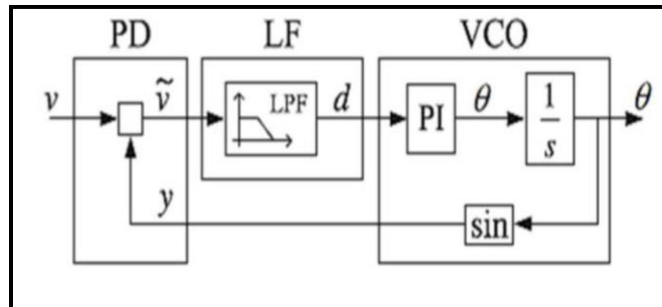 PD LF VCO
v ṽ LPF d PI θ 1/s θ
y sin